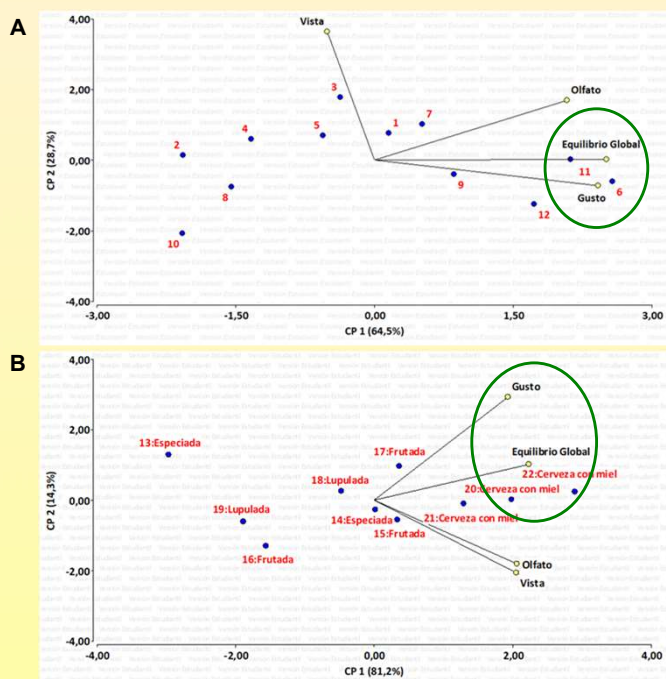 A
4,00
Vista
Olfato
3
7
2,00
1
4
5
2
Equilibrio Global
CP 2 (28,7%)
0,00
11
9
6
8
Gusto
12
-2,00
10
-4,00
-3,00
-1,50
0,00
1,50
3,00
CP 1 (64,5%)
B
4,00
Gusto
13:Especiada
17:Frutada
Equilibrio Global
2,00
22:Cerveza con miel
18:Lupulada
20:Cerveza con miel
CP 2 (14,3%)
0,00
19:Lupulada
14:Especiada
21:Cerveza con miel
15:Frutada
16:Frutada
Olfato
-2,00
Vista
-4,00
-4,00
-2,00
0,00
2,00
4,00
CP 1 (81,2%)